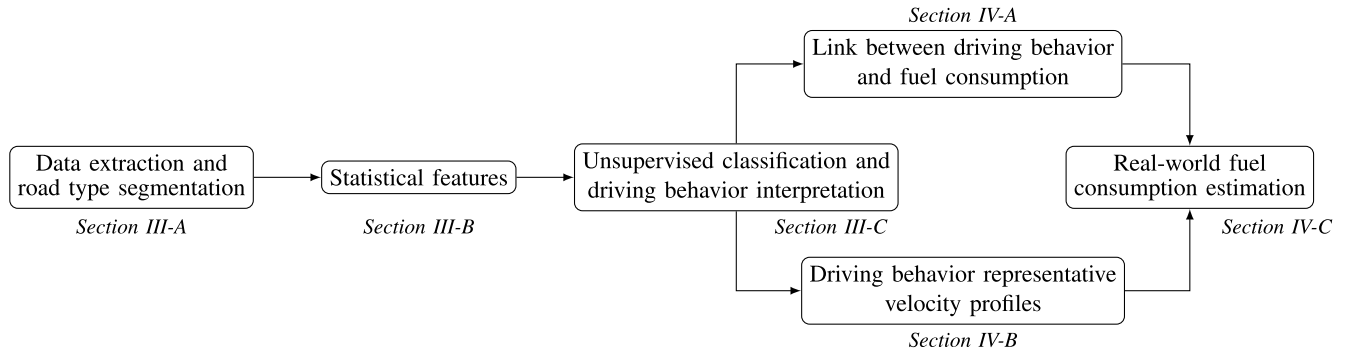 Section IV-A
Link between driving behavior
and fuel consumption
Data extraction and
road type segmentation
Section III-A
Statistical features
Section III-B
Unsupervised classification and
driving behavior interpretation
Section III-C
Real-world fuel
consumption estimation
Section IV-C
Driving behavior representative
velocity profiles
Section IV-B